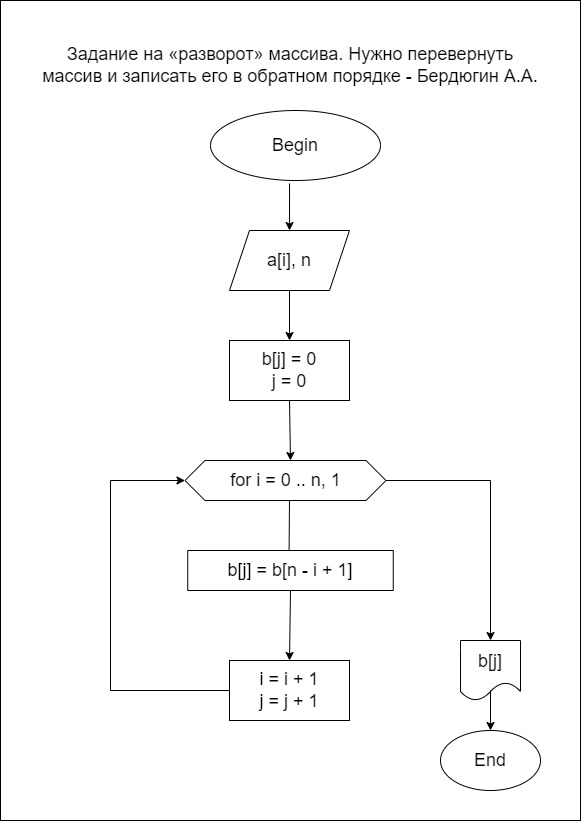 Задание на «разворот» массива. Нужно перевернуть
массив и записать его в обратном порядке - Бердюгин А.А.
Begin
a[i], n
b[j] = 0
j = 0
for i = 0 .. n, 1
b[j] = b[n - i + 1]
i = i + 1
j = j + 1
b[j]
End